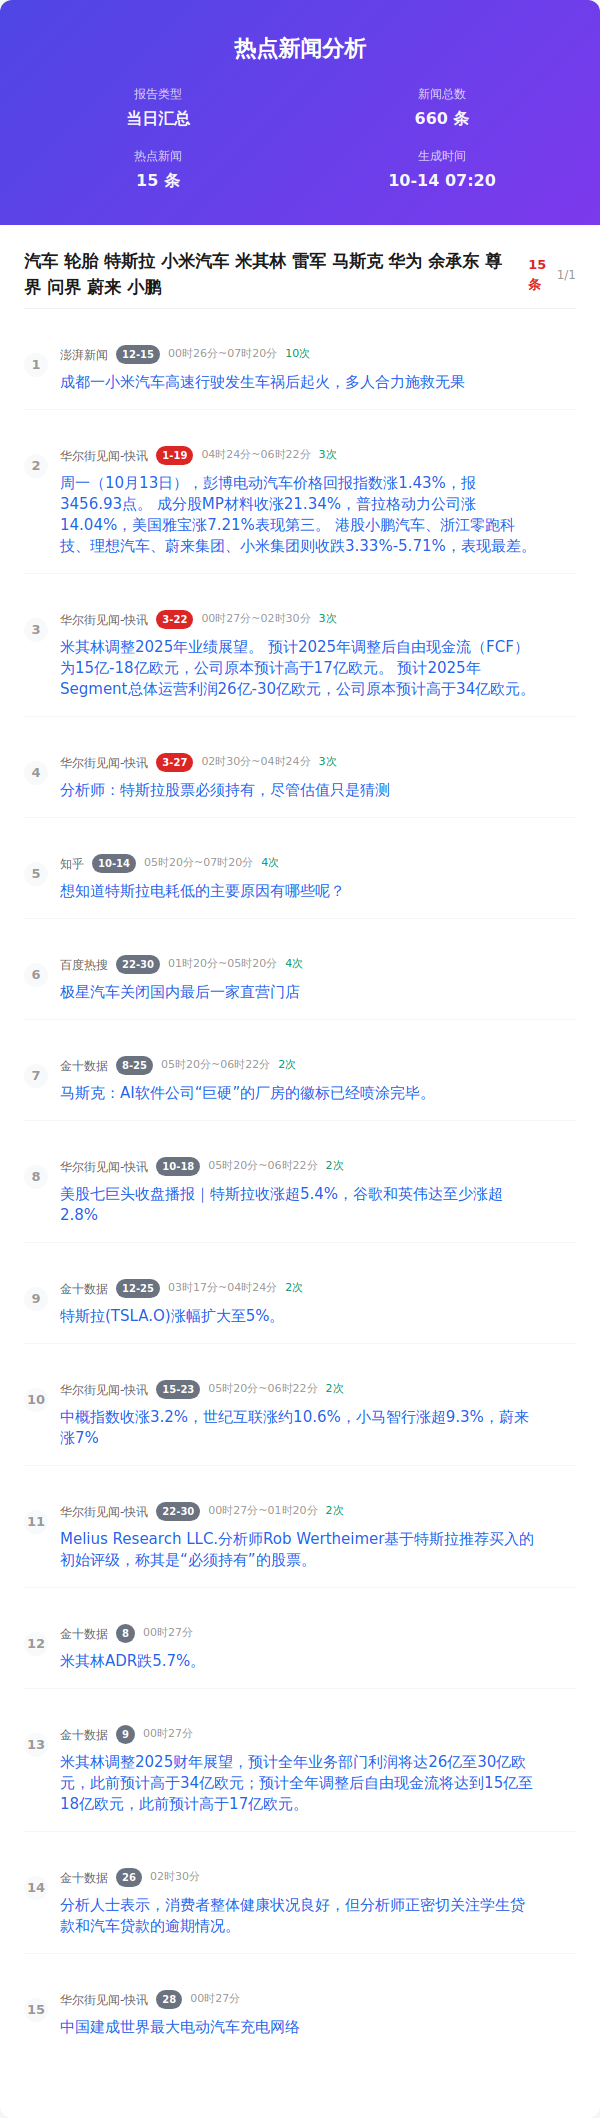 热点新闻分析
报告类型
当日汇总
新闻总数
660 条
热点新闻
15 条
生成时间
10-14 07:20
汽车 轮胎 特斯拉 小米汽车 米其林 雷军 马斯克 华为 余承东 尊
界 问界 蔚来 小鹏
15
条
1/1
1
澎湃新闻 12-15 00时26分~07时20分 10次
成都一小米汽车高速行驶发生车祸后起火，多人合力施救无果
2
华尔街见闻-快讯 1-19 04时24分~06时22分 3次
周一（10月13日），彭博电动汽车价格回报指数涨1.43%，报
3456.93点。 成分股MP材料收涨21.34%，普拉格动力公司涨
14.04%，美国雅宝涨7.21%表现第三。 港股小鹏汽车、浙江零跑科
技、理想汽车、蔚来集团、小米集团则收跌3.33%-5.71%，表现最差。
3
华尔街见闻-快讯 3-22 00时27分~02时30分 3次
米其林调整2025年业绩展望。 预计2025年调整后自由现金流（FCF）
为15亿-18亿欧元，公司原本预计高于17亿欧元。 预计2025年
Segment总体运营利润26亿-30亿欧元，公司原本预计高于34亿欧元。
4
华尔街见闻-快讯 3-27 02时30分~04时24分 3次
分析师：特斯拉股票必须持有，尽管估值只是猜测
5
知乎 10-14 05时20分~07时20分 4次
想知道特斯拉电耗低的主要原因有哪些呢？
6
百度热搜 22-30 01时20分~05时20分 4次
极星汽车关闭国内最后一家直营门店
7
金十数据 8-25 05时20分~06时22分 2次
马斯克：AI软件公司“巨硬”的厂房的徽标已经喷涂完毕。
8
华尔街见闻-快讯 10-18 05时20分~06时22分 2次
美股七巨头收盘播报｜特斯拉收涨超5.4%，谷歌和英伟达至少涨超
2.8%
9
金十数据 12-25 03时17分~04时24分 2次
特斯拉(TSLA.O)涨幅扩大至5%。
10
华尔街见闻-快讯 15-23 05时20分~06时22分 2次
中概指数收涨3.2%，世纪互联涨约10.6%，小马智行涨超9.3%，蔚来
涨7%
11
华尔街见闻-快讯 22-30 00时27分~01时20分 2次
Melius Research LLC.分析师Rob Wertheimer基于特斯拉推荐买入的
初始评级，称其是“必须持有”的股票。
12
金十数据 8 00时27分
米其林ADR跌5.7%。
13
金十数据 9 00时27分
米其林调整2025财年展望，预计全年业务部门利润将达26亿至30亿欧
元，此前预计高于34亿欧元；预计全年调整后自由现金流将达到15亿至
18亿欧元，此前预计高于17亿欧元。
14
金十数据 26 02时30分
分析人士表示，消费者整体健康状况良好，但分析师正密切关注学生贷
款和汽车贷款的逾期情况。
15
华尔街见闻-快讯 28 00时27分
中国建成世界最大电动汽车充电网络